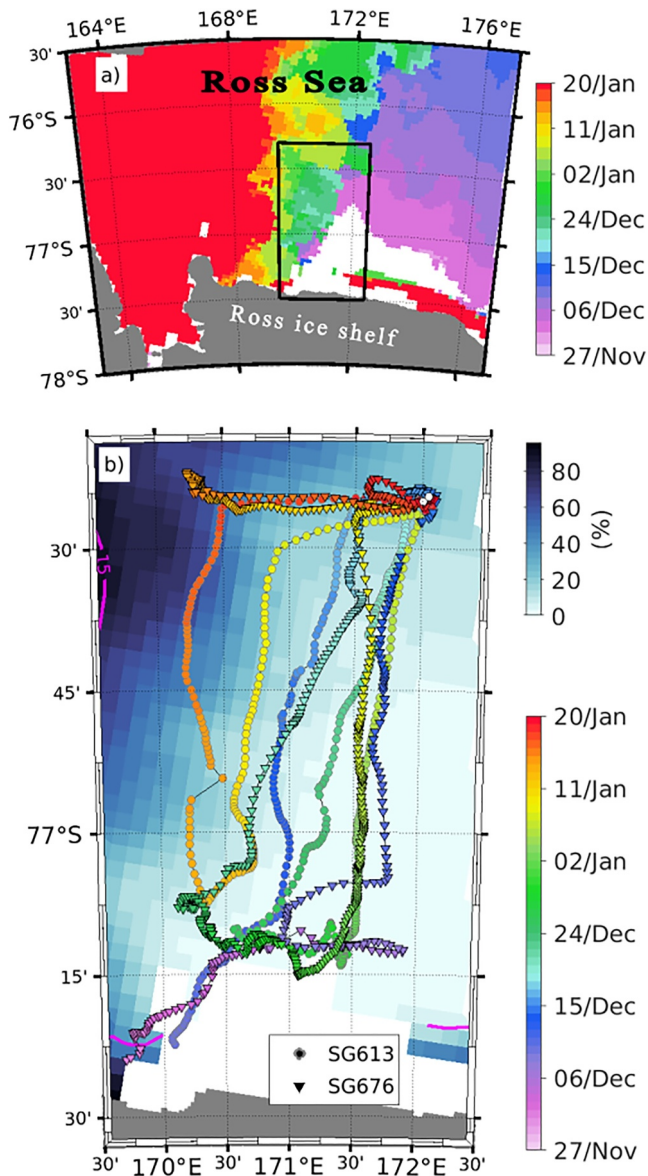 164°E 168°E 172°E 176°E
30'
a)
Ross Sea
76°S
30'
77°S
30'
78°S
Ross ice shelf
20/Jan
11/Jan
02/Jan
24/Dec
15/Dec
06/Dec
27/Nov
b)
15
30'
45'
77°S
15'
30'
SG613
SG676
30' 170°E 30' 171°E 30' 172°E 30'
80
60
40
20
0
(%)
20/Jan
11/Jan
02/Jan
24/Dec
15/Dec
06/Dec
27/Nov